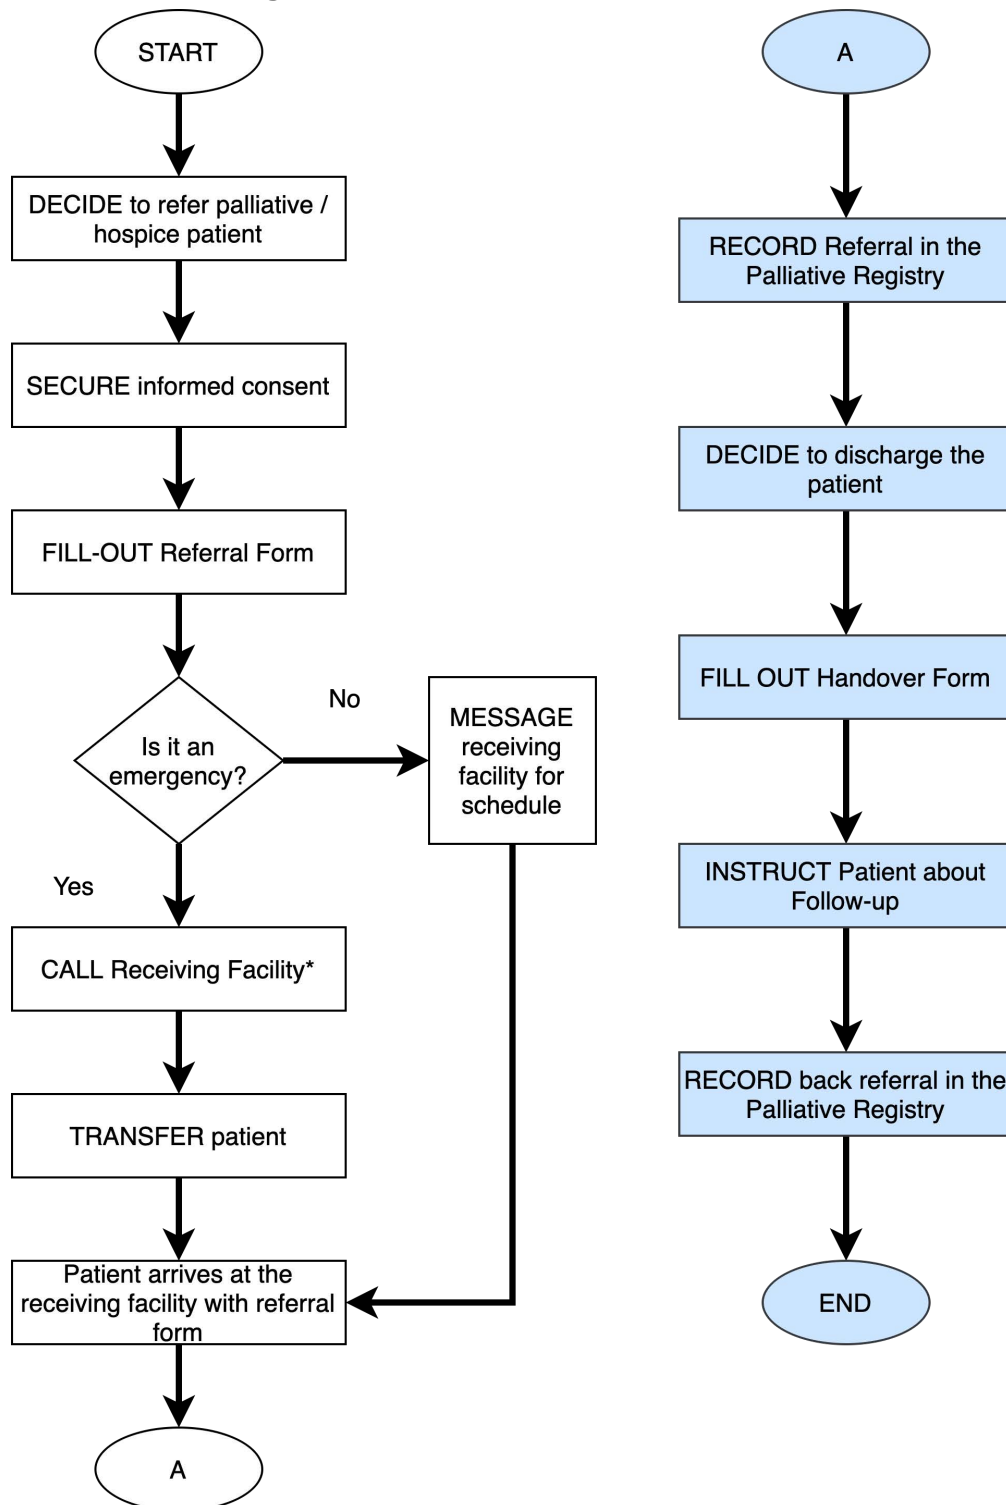 START
DECIDE to refer palliative /
hospice patient
SECURE informed consent
FILL-OUT Referral Form
Is it an
emergency?
No
MESSAGE
receiving
facility for
schedule
Yes
CALL Receiving Facility*
TRANSFER patient
Patient arrives at the
receiving facility with referral
form
A
A
RECORD Referral in the
Palliative Registry
DECIDE to discharge the
patient
FILL OUT Handover Form
INSTRUCT Patient about
Follow-up
RECORD back referral in the
Palliative Registry
END